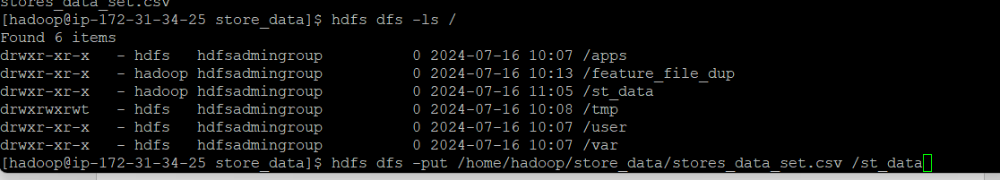 stores_data_set.csv
[hadoop@ip-172-31-34-25 store_data]$ hdfs dfs -ls /
Found 6 items
drwxr-xr-x   - hdfs   hdfsadmingroup          0 2024-07-16 10:07 /apps
drwxr-xr-x   - hadoop hdfsadmingroup          0 2024-07-16 10:13 /feature_file_dup
drwxr-xr-x   - hadoop hdfsadmingroup          0 2024-07-16 11:05 /st_data
drwxrwxrwt   - hdfs   hdfsadmingroup          0 2024-07-16 10:08 /tmp
drwxr-xr-x   - hdfs   hdfsadmingroup          0 2024-07-16 10:07 /user
drwxr-xr-x   - hdfs   hdfsadmingroup          0 2024-07-16 10:07 /var
[hadoop@ip-172-31-34-25 store_data]$ hdfs dfs -put /home/hadoop/store_data/stores_data_set.csv /st_data